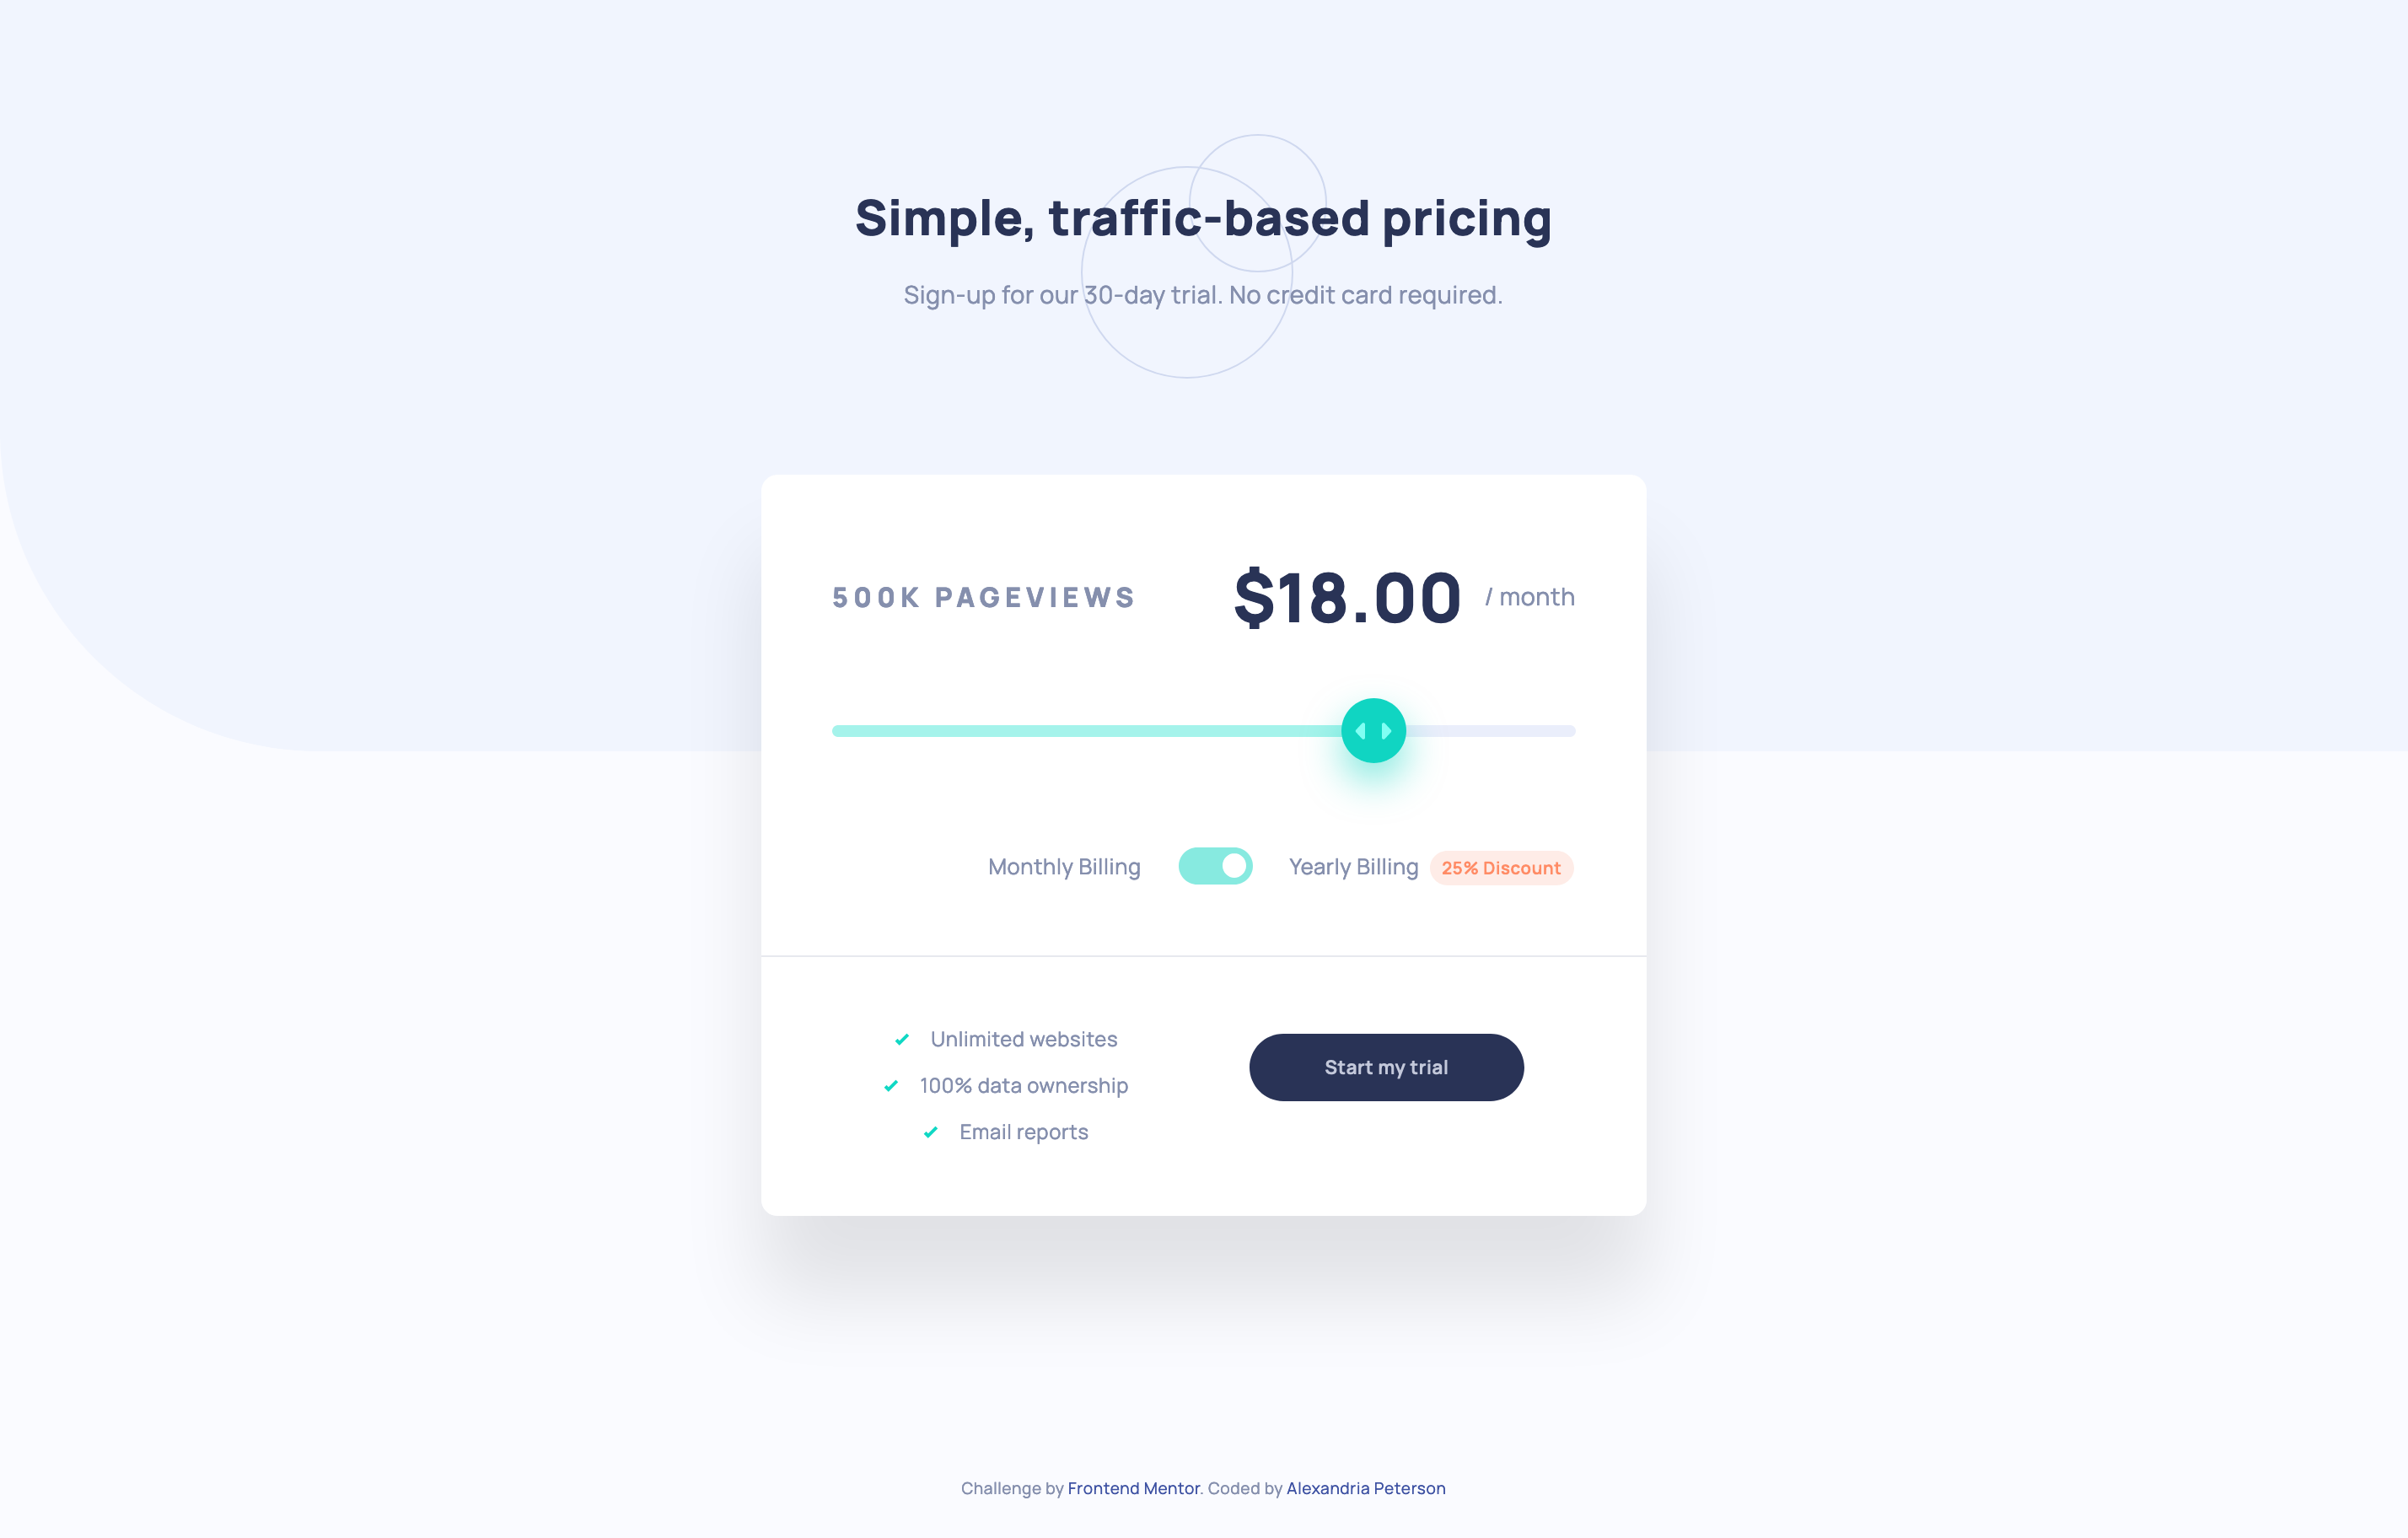 Simple, traffic-based pricing
Sign-up for our 30-day trial. No credit card required.
500K PAGEVIEWS
$18.00 / month
Monthly Billing
Yearly Billing 25% Discount
Unlimited websites
100% data ownership
Email reports
Start my trial
Challenge by Frontend Mentor. Coded by Alexandria Peterson